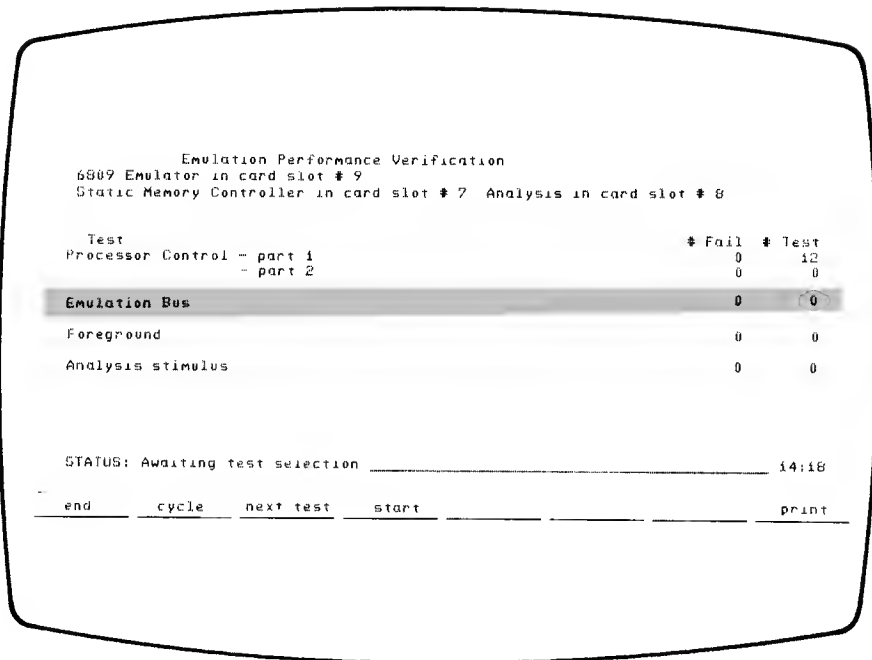 Emulation Performance Verification
6809 Emulator in card slot # 9
Static Memory Controller in card slot # 7 Analysis in card slot # 8
Test # Fail # Test
Processor Control - part 1 0 12
- part 2 0 0
Emulation Bus 0 0
Foreground 0 0
Analysis stimulus 0 0
STATUS: Awaiting test selection 14:18
end cycle next test start print